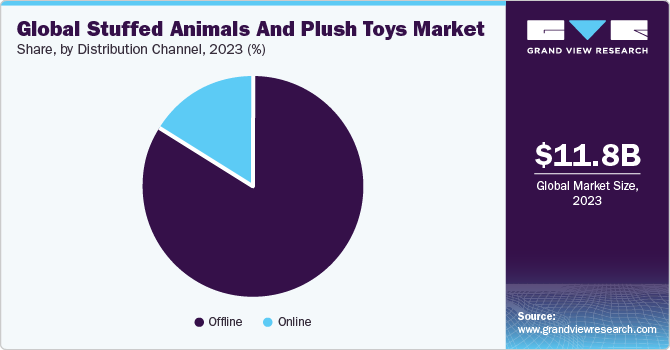 Global Stuffed Animals And Plush Toys Market
Share, by Distribution Channel, 2023 (%)
Offline
Online
GRAND VIEW RESEARCH
$11.8B
Global Market Size,
2023
Source:
www.grandviewresearch.com